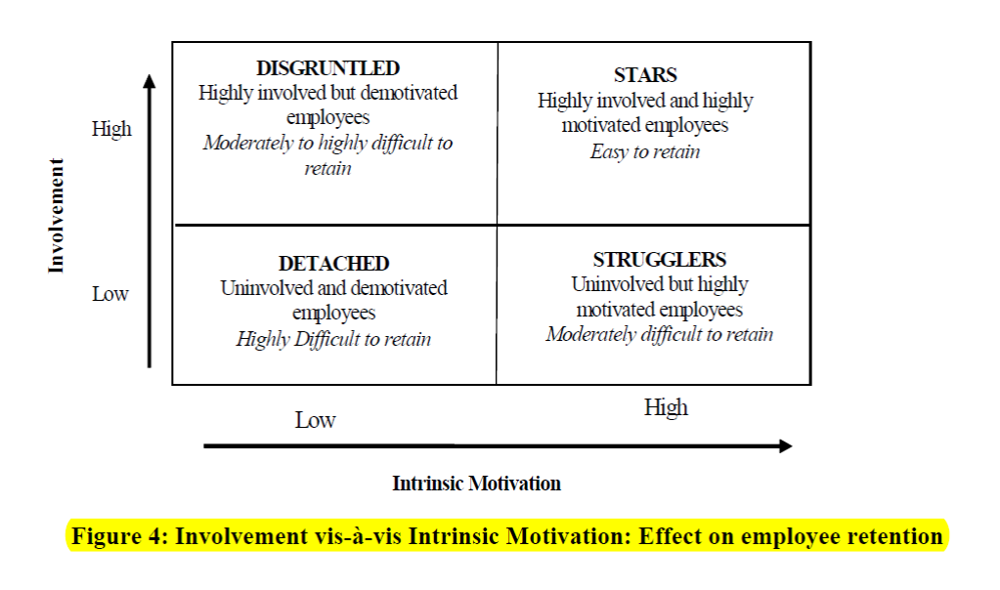 DISGRUNTLED
Highly involved but demotivated
employees
Moderately to highly difficult to
retain
STARS
Highly involved and highly
motivated employees
Easy to retain
High
Involvement
Low
DETACHED
Uninvolved and demotivated
employees
Highly Difficult to retain
STRUGGLERS
Uninvolved but highly
motivated employees
Moderately difficult to retain
Low
High
Intrinsic Motivation
Figure 4: Involvement vis-à-vis Intrinsic Motivation: Effect on employee retention